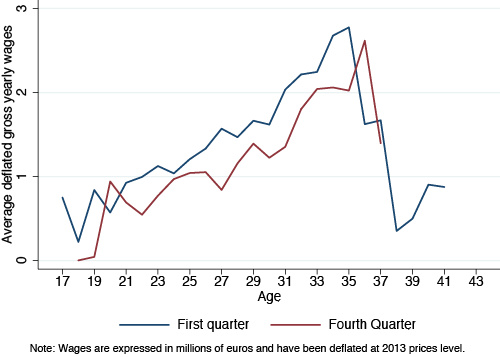 Average deflated gross yearly wages
3
2
1
0
17 19 21 23 25 27 29 31 33 35 37 39 41 43
Age
First quarter Fourth Quarter
Note: Wages are expressed in millions of euros and have been deflated at 2013 prices level.